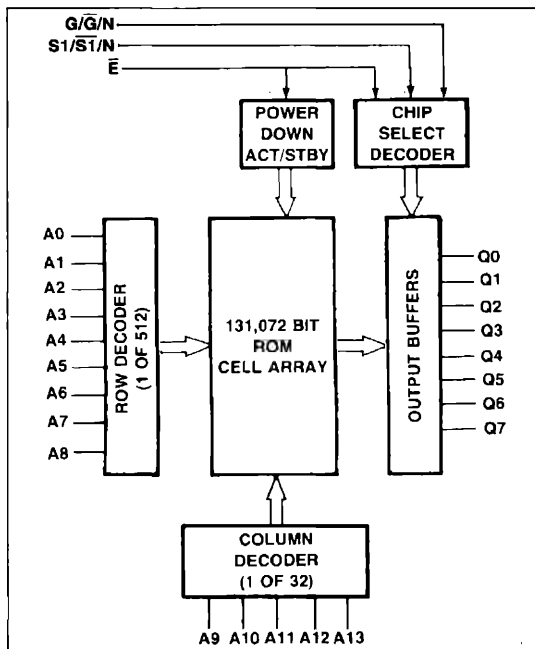 G/G̅/N
S1/S̅1̅/N
E̅
POWER
DOWN
ACT/STBY
CHIP
SELECT
DECODER
A0
A1
A2
A3
A4
A5
A6
A7
A8
ROW DECODER
(1 OF 512)
131,072 BIT
ROM
CELL ARRAY
OUTPUT BUFFERS
Q0
Q1
Q2
Q3
Q4
Q5
Q6
Q7
COLUMN
DECODER
(1 OF 32)
A9 A10 A11 A12 A13